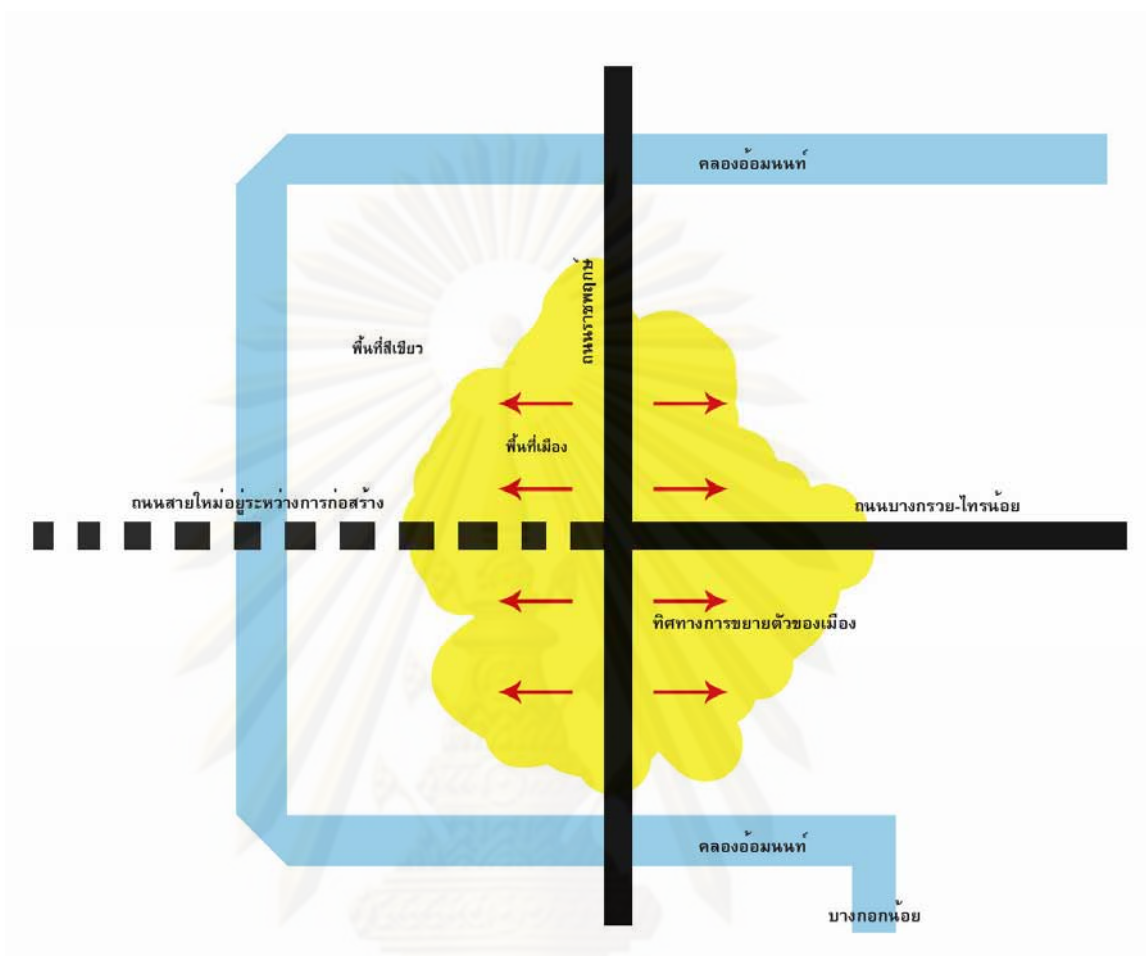 คลองอ้อมนนท์
ถนนราชพฤกษ์
พื้นที่สีเขียว
พื้นที่เมือง
ถนนสายใหม่อยู่ระหว่างการก่อสร้าง
ถนนบางกรวย-ไทรน้อย
ทิศทางการขยายตัวของเมือง
คลองอ้อมนนท์
บางกอกน้อย